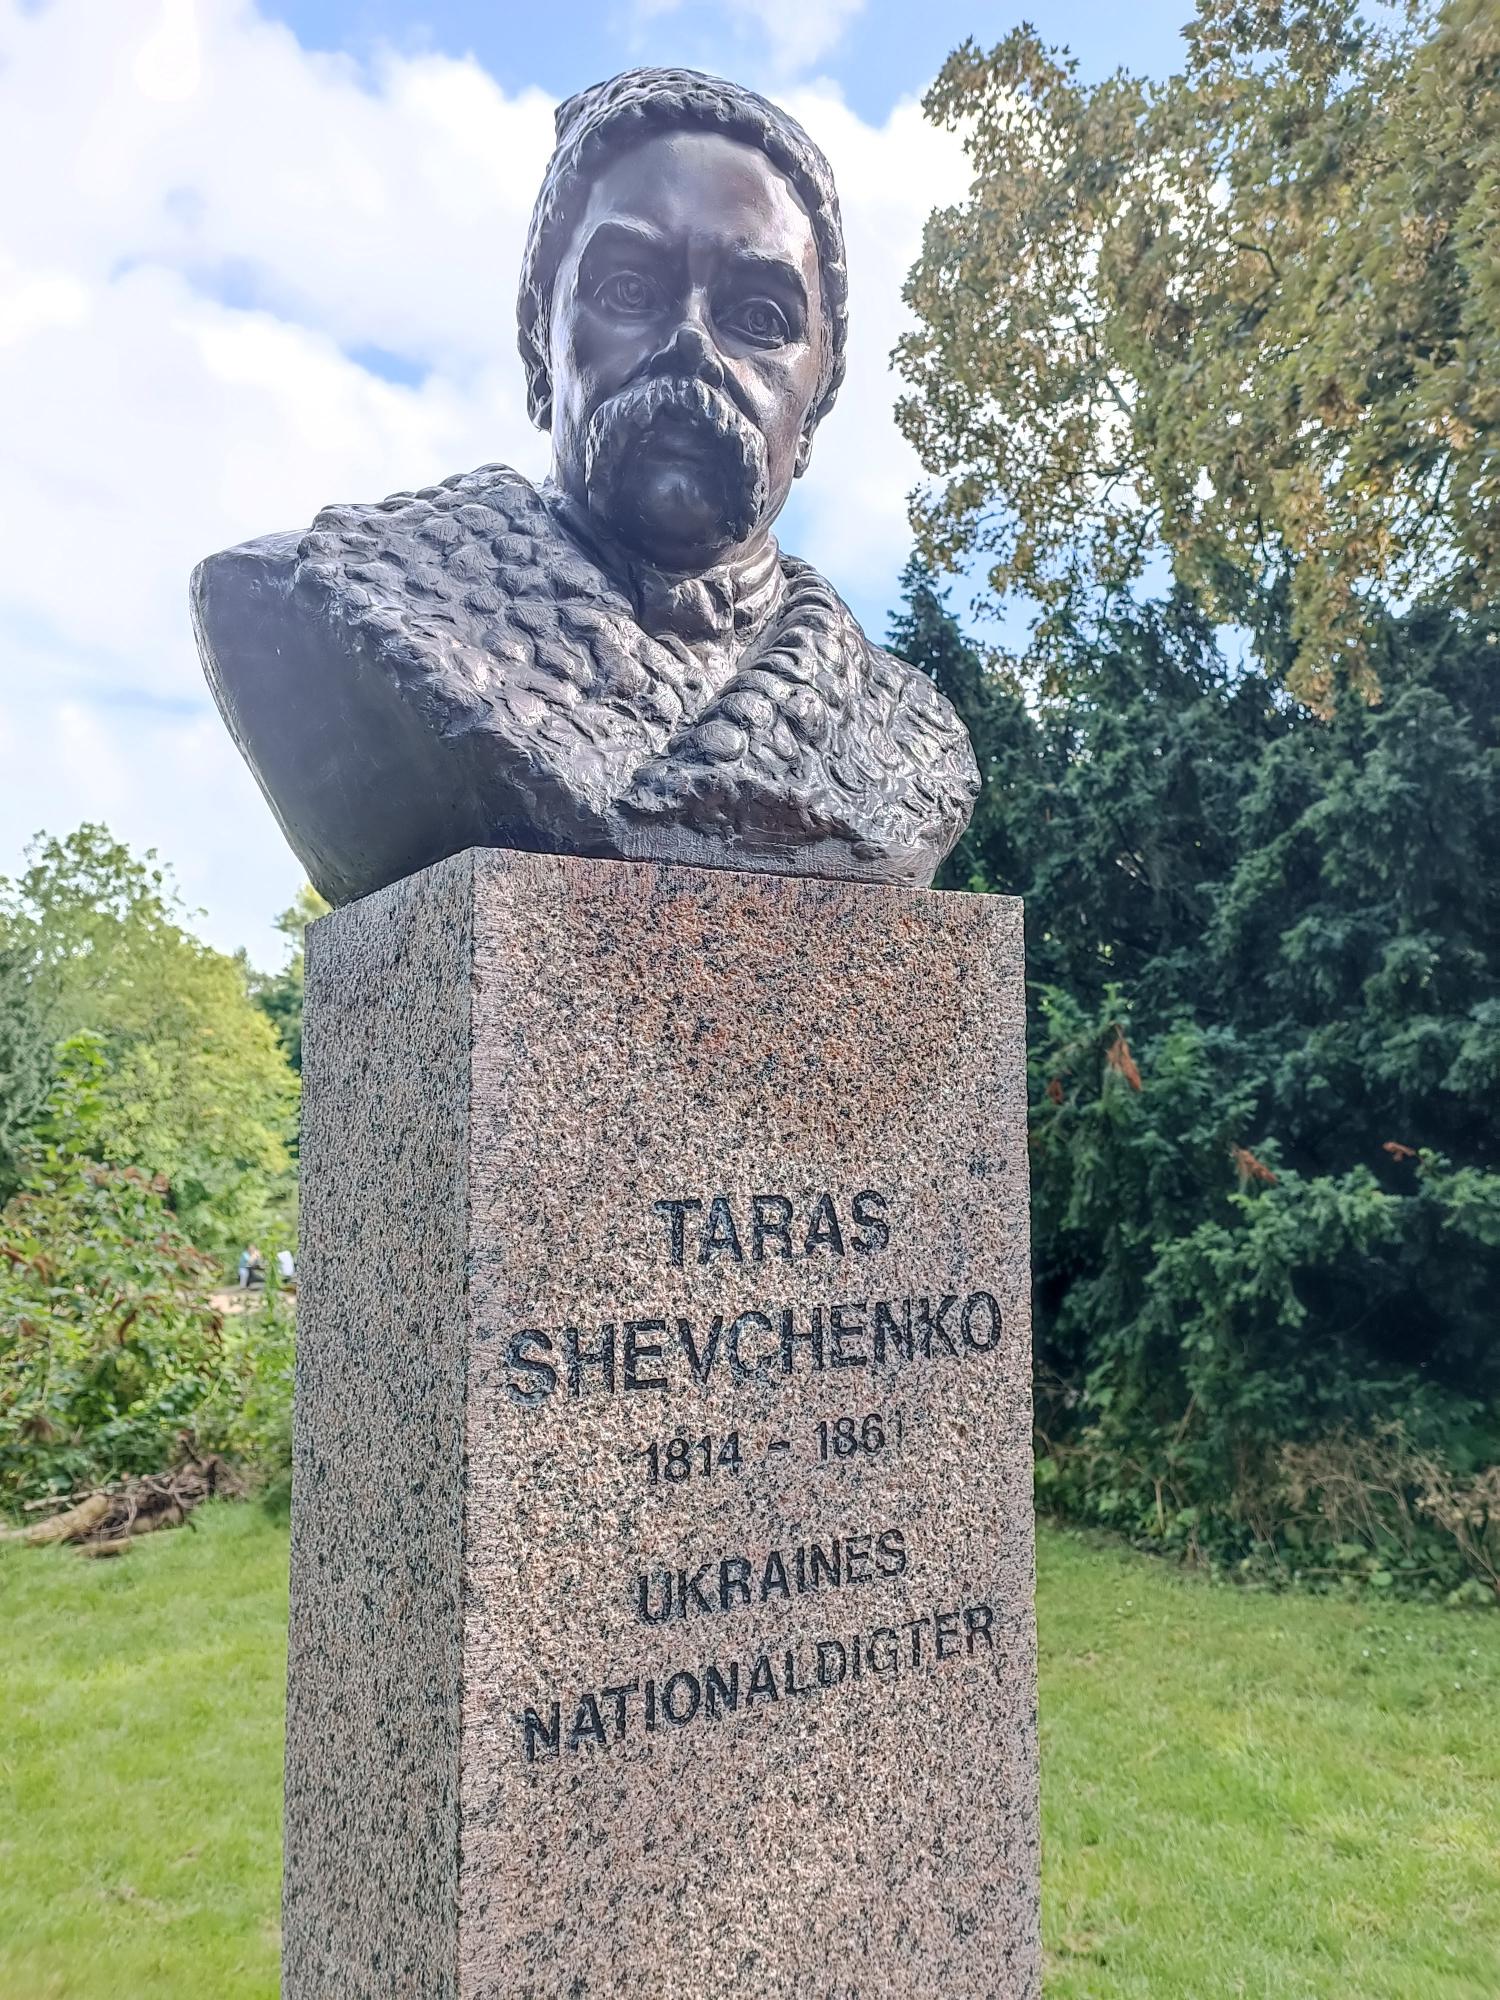 TARAS
SHEVCHENKO
1814 - 1861
UKRAINES
NATIONALDIGTER